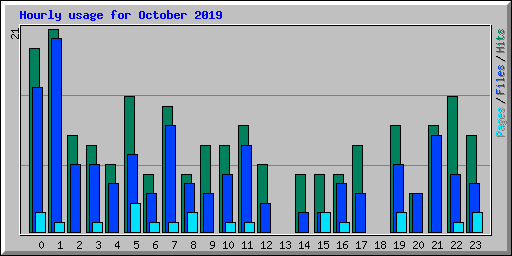 Hourly usage for October 2019
21
Pages/Files/Hits
0 1 2 3 4 5 6 7 8 9 10 11 12 13 14 15 16 17 18 19 20 21 22 23